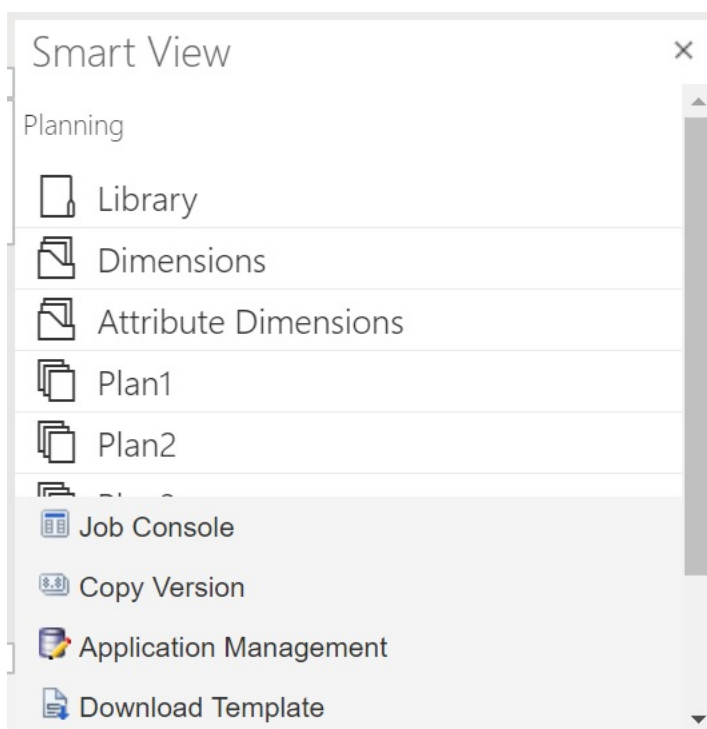 Smart View
Planning
Library
Dimensions
Attribute Dimensions
Plan1
Plan2
Job Console
Copy Version
Application Management
Download Template